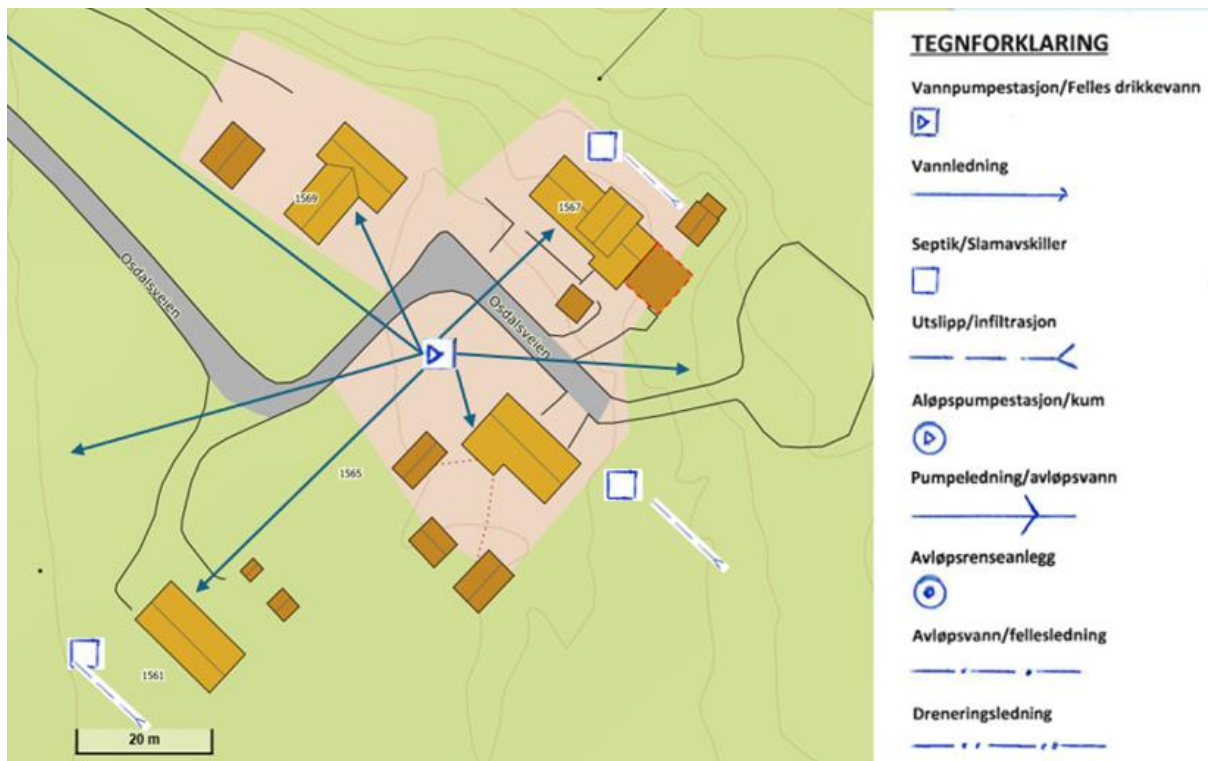 1569
1567
Osdalsveien
Osdalsveien
1565
1561
20 m
TEGNFORKLARING
Vannpumpestasjon/Felles drikkevann
Vannledning
Septik/Slamavskiller
Utslipp/infiltrasjon
Aløpspumpestasjon/kum
Pumpeledning/avløpsvann
Avløpsrenseanlegg
Avløpsvann/fellesledning
Dreneringsledning